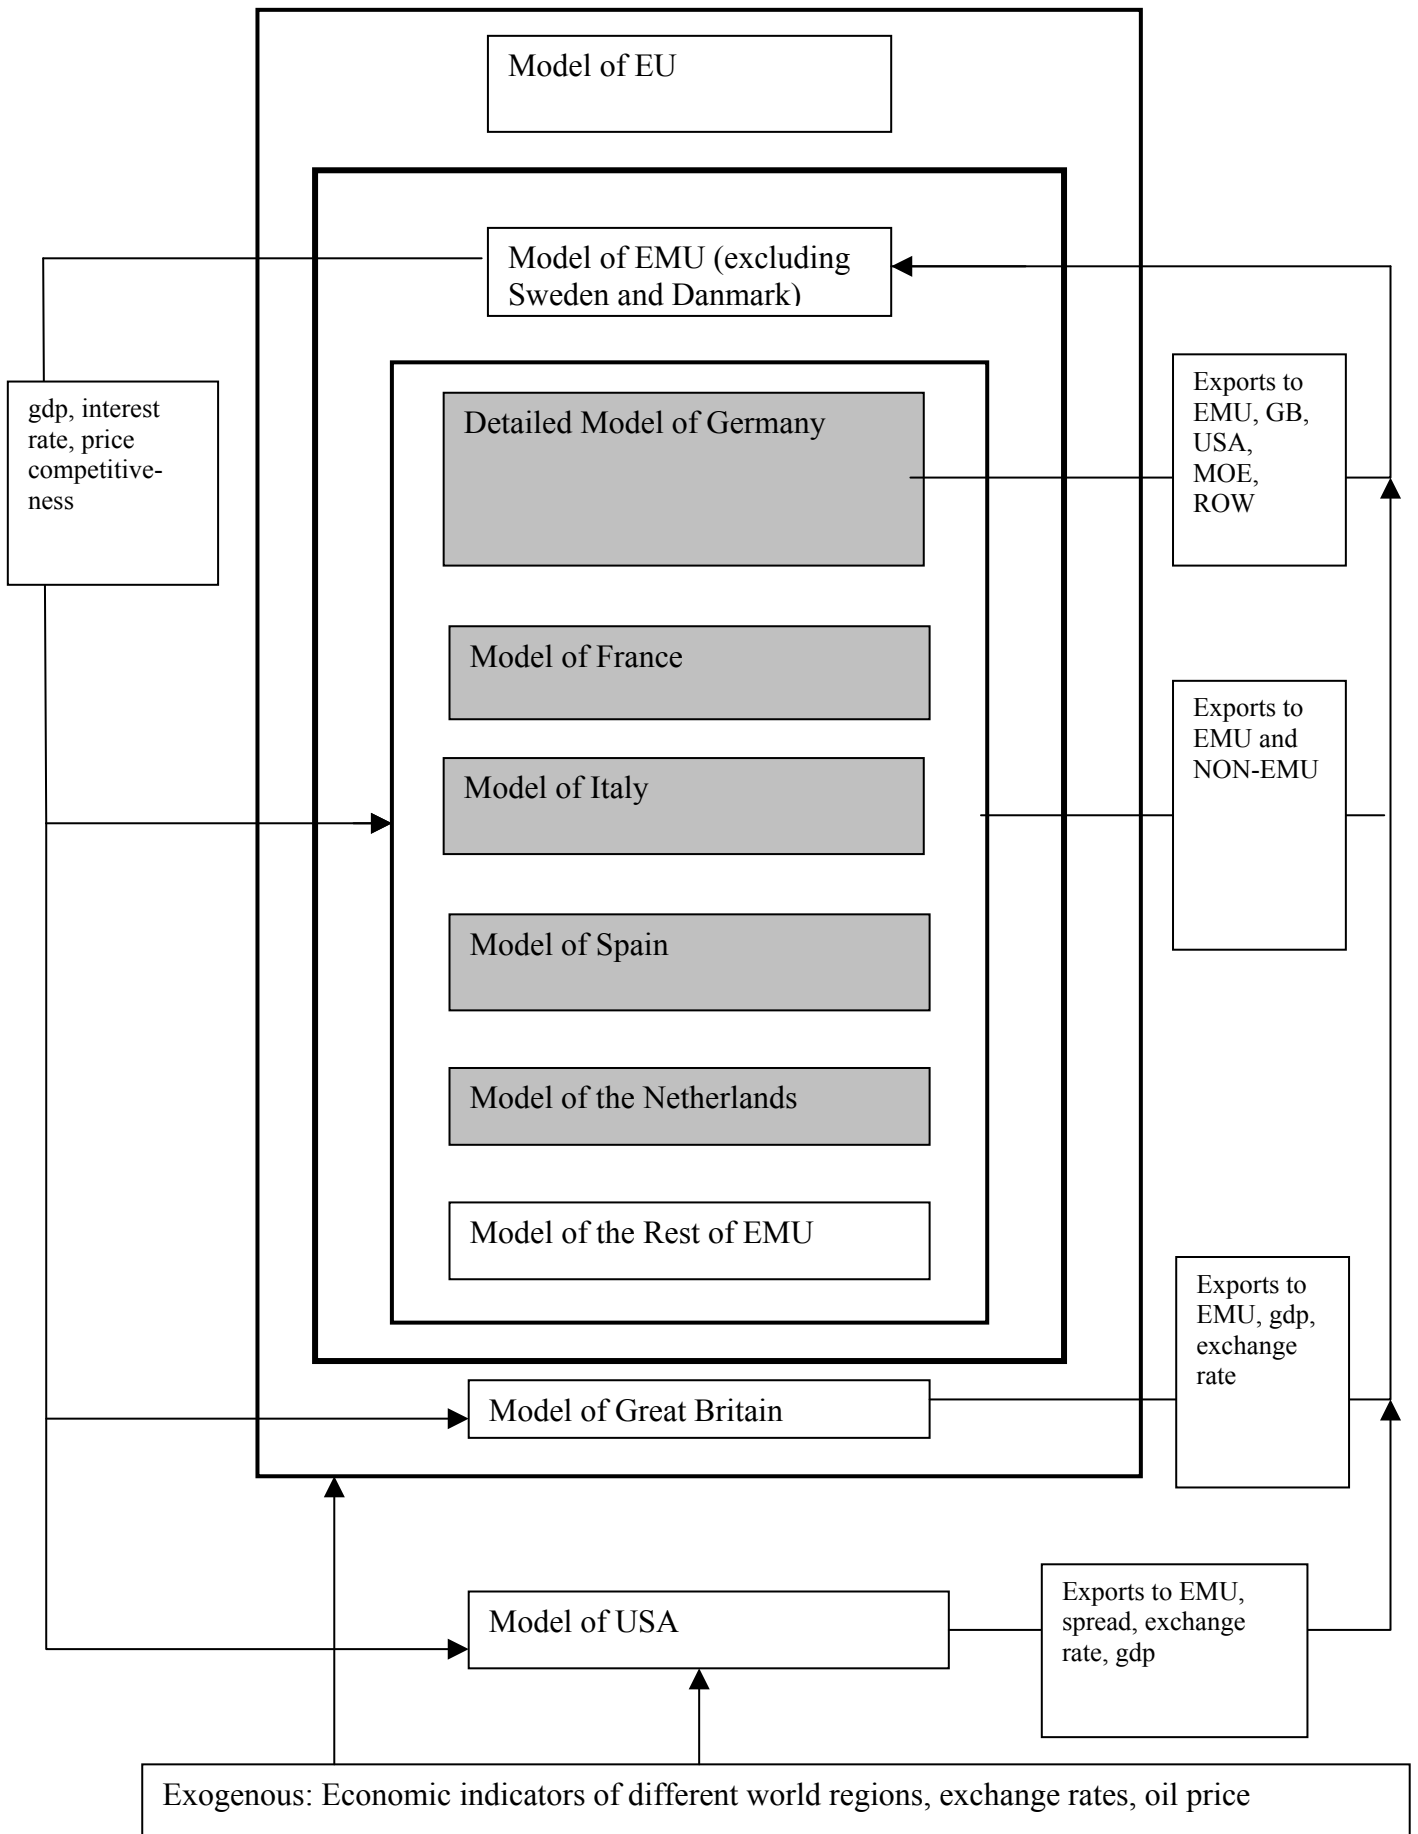 Model of EU
Model of EMU (excluding
Sweden and Danmark)
gdp, interest
rate, price
competitive-
ness
Detailed Model of Germany
Exports to
EMU, GB,
USA,
MOE,
ROW
Model of France
Exports to
EMU and
NON-EMU
Model of Italy
Model of Spain
Model of the Netherlands
Model of the Rest of EMU
Exports to
EMU, gdp,
exchange
rate
Model of Great Britain
Model of USA
Exports to EMU,
spread, exchange
rate, gdp
Exogenous: Economic indicators of different world regions, exchange rates, oil price